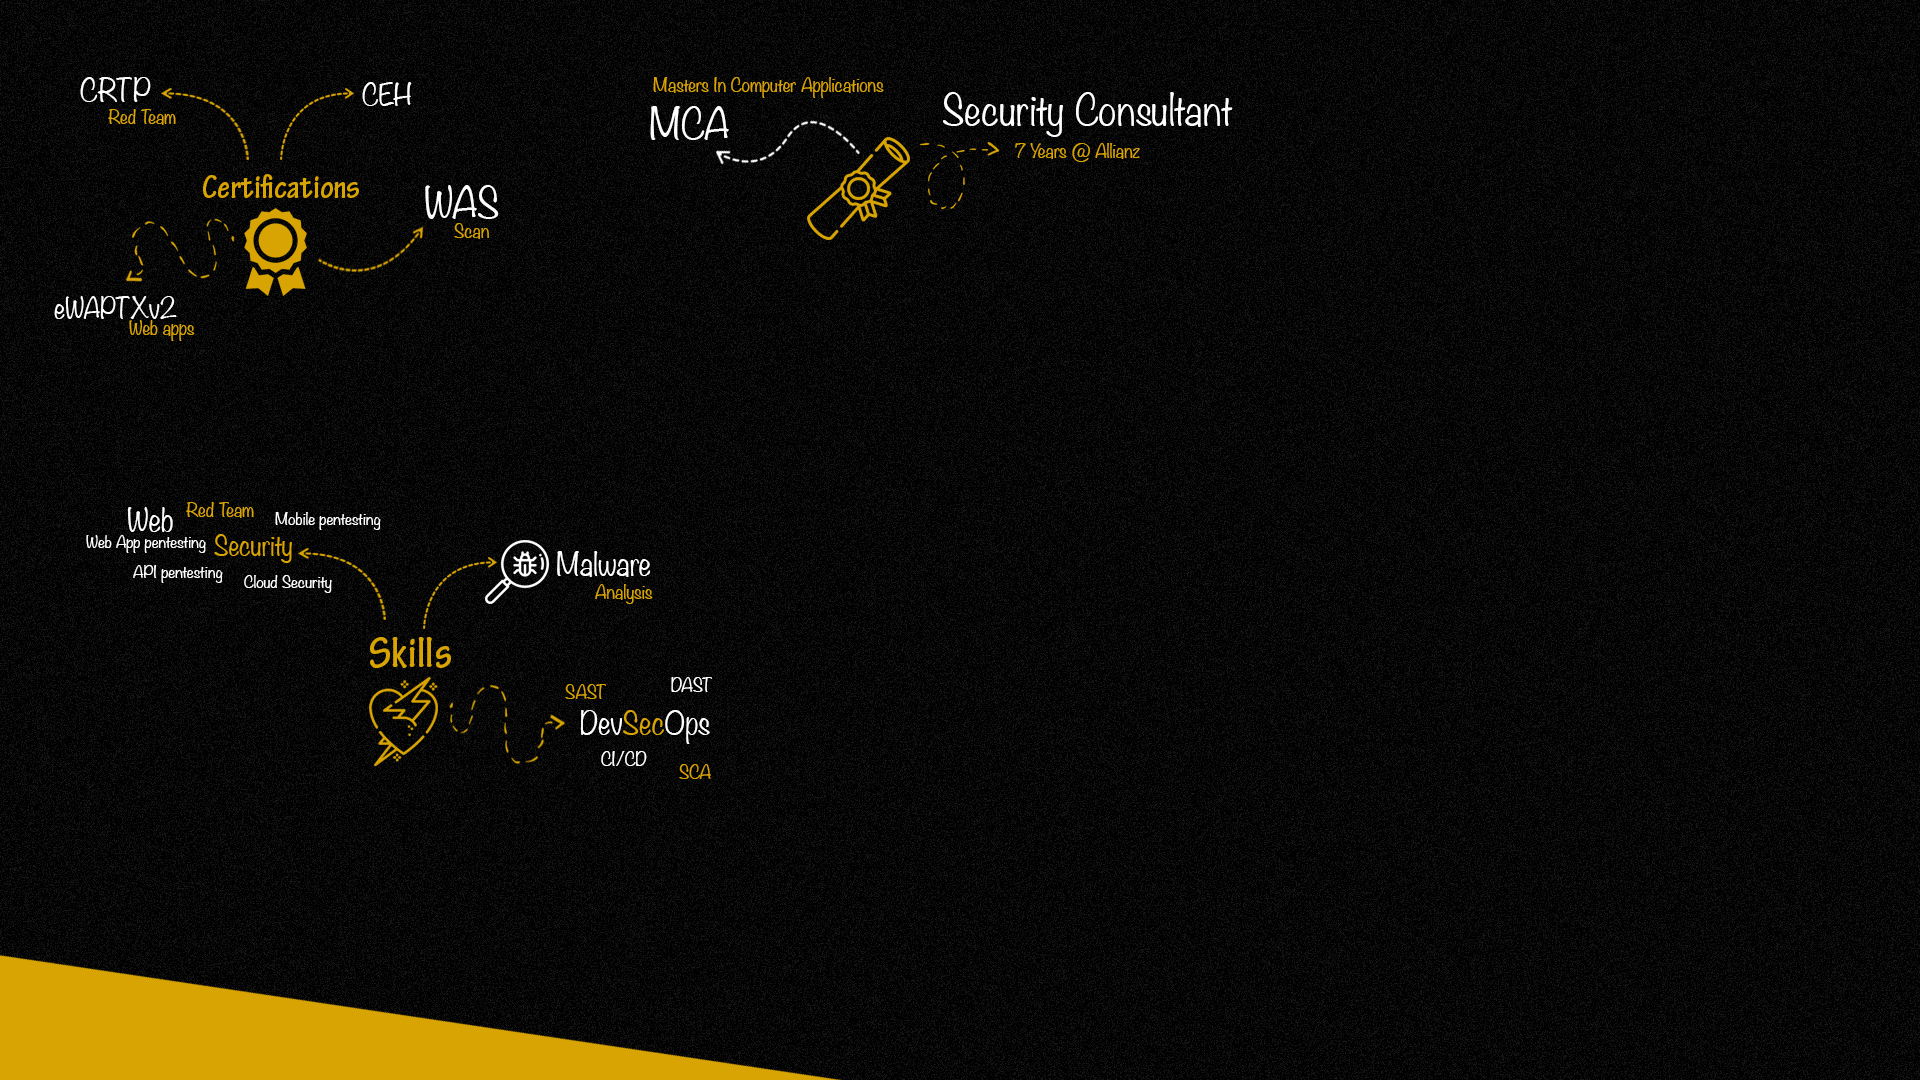 CRTP
Red Team
CEH
Certifications
WAS
Scan
eWAPTXv2
Web apps
Masters In Computer Applications
MCA
Security Consultant
7 Years @ Allianz
Web
Red Team
Mobile pentesting
Web App pentesting
Security
API pentesting
Cloud Security
Malware
Analysis
Skills
SAST
DAST
DevSecOps
CI/CD
SCA